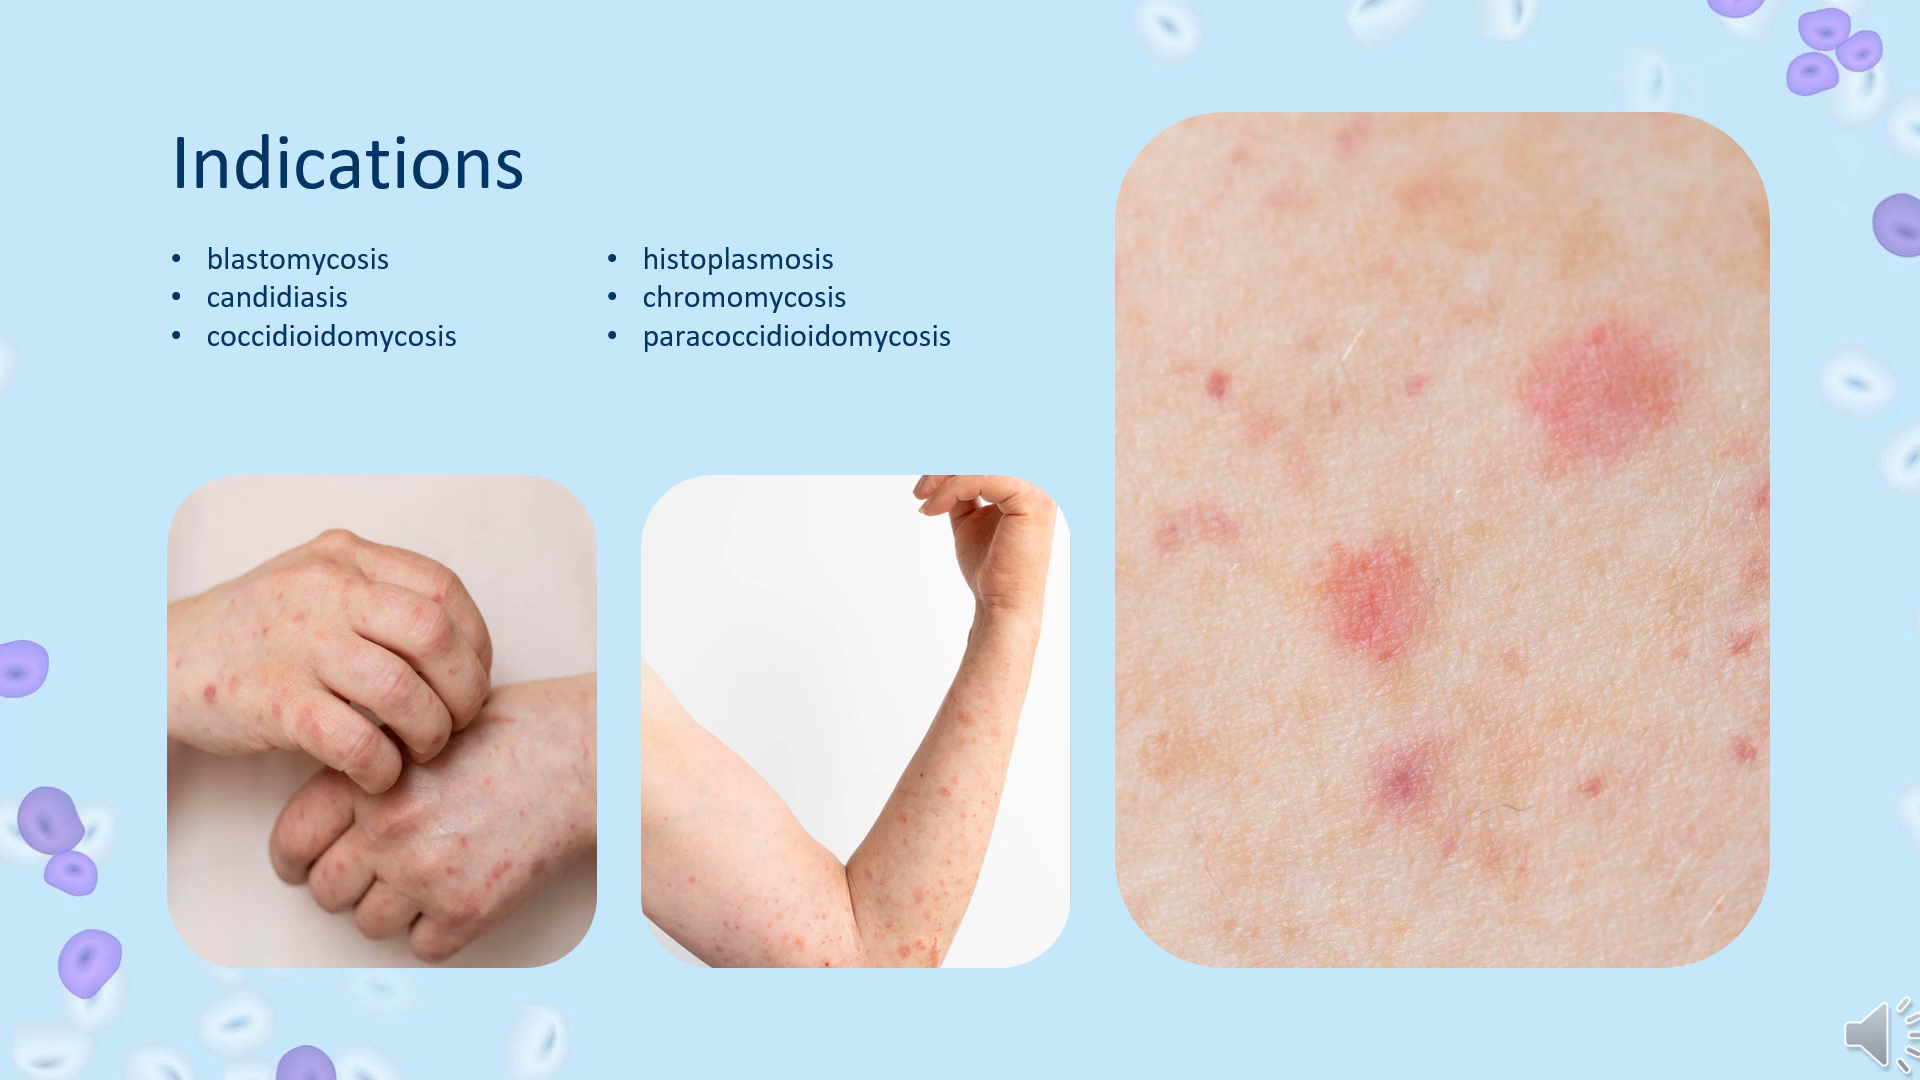 Indications
• blastomycosis
• candidiasis
• coccidioidomycosis
• histoplasmosis
• chromomycosis
• paracoccidioidomycosis